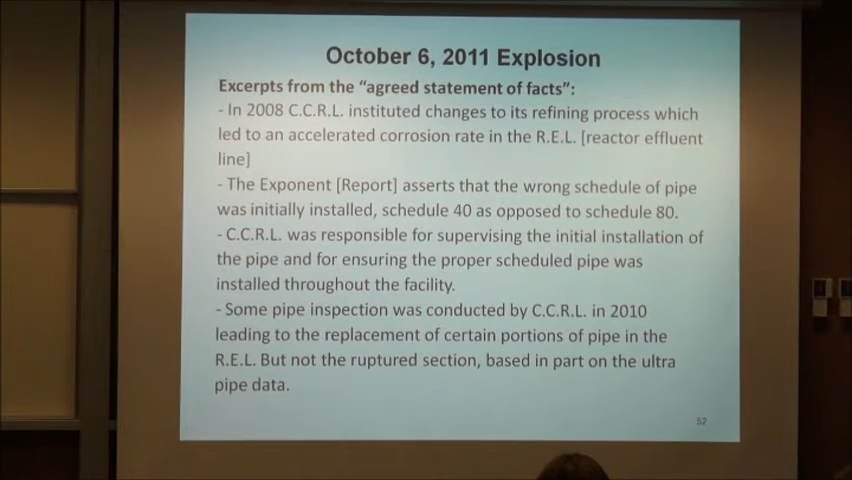 October 6, 2011 Explosion
Excerpts from the “agreed statement of facts”:
- In 2008 C.C.R.L. instituted changes to its refining process which
led to an accelerated corrosion rate in the R.E.L. [reactor effluent
line]
- The Exponent [Report] asserts that the wrong schedule of pipe
was initially installed, schedule 40 as opposed to schedule 80.
- C.C.R.L. was responsible for supervising the initial installation of
the pipe and for ensuring the proper scheduled pipe was
installed throughout the facility.
- Some pipe inspection was conducted by C.C.R.L. in 2010
leading to the replacement of certain portions of pipe in the
R.E.L. But not the ruptured section, based in part on the ultra
pipe data.
52